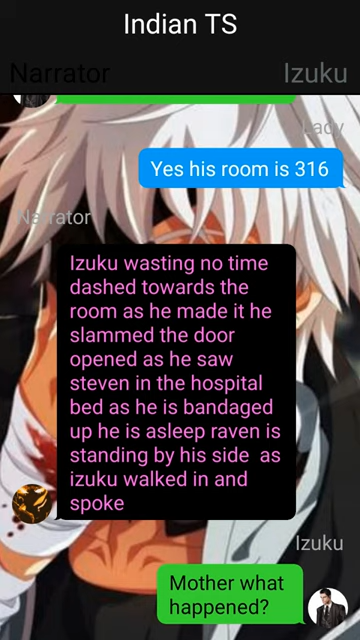 Indian TS
Narrator
Izuku
Lady
Yes his room is 316
Narrator
Izuku wasting no time
dashed towards the
room as he made it he
slammed the door
opened as he saw
steven in the hospital
bed as he is bandaged
up he is asleep raven is
standing by his side  as
izuku walked in and
spoke
Izuku
Mother what
happened?